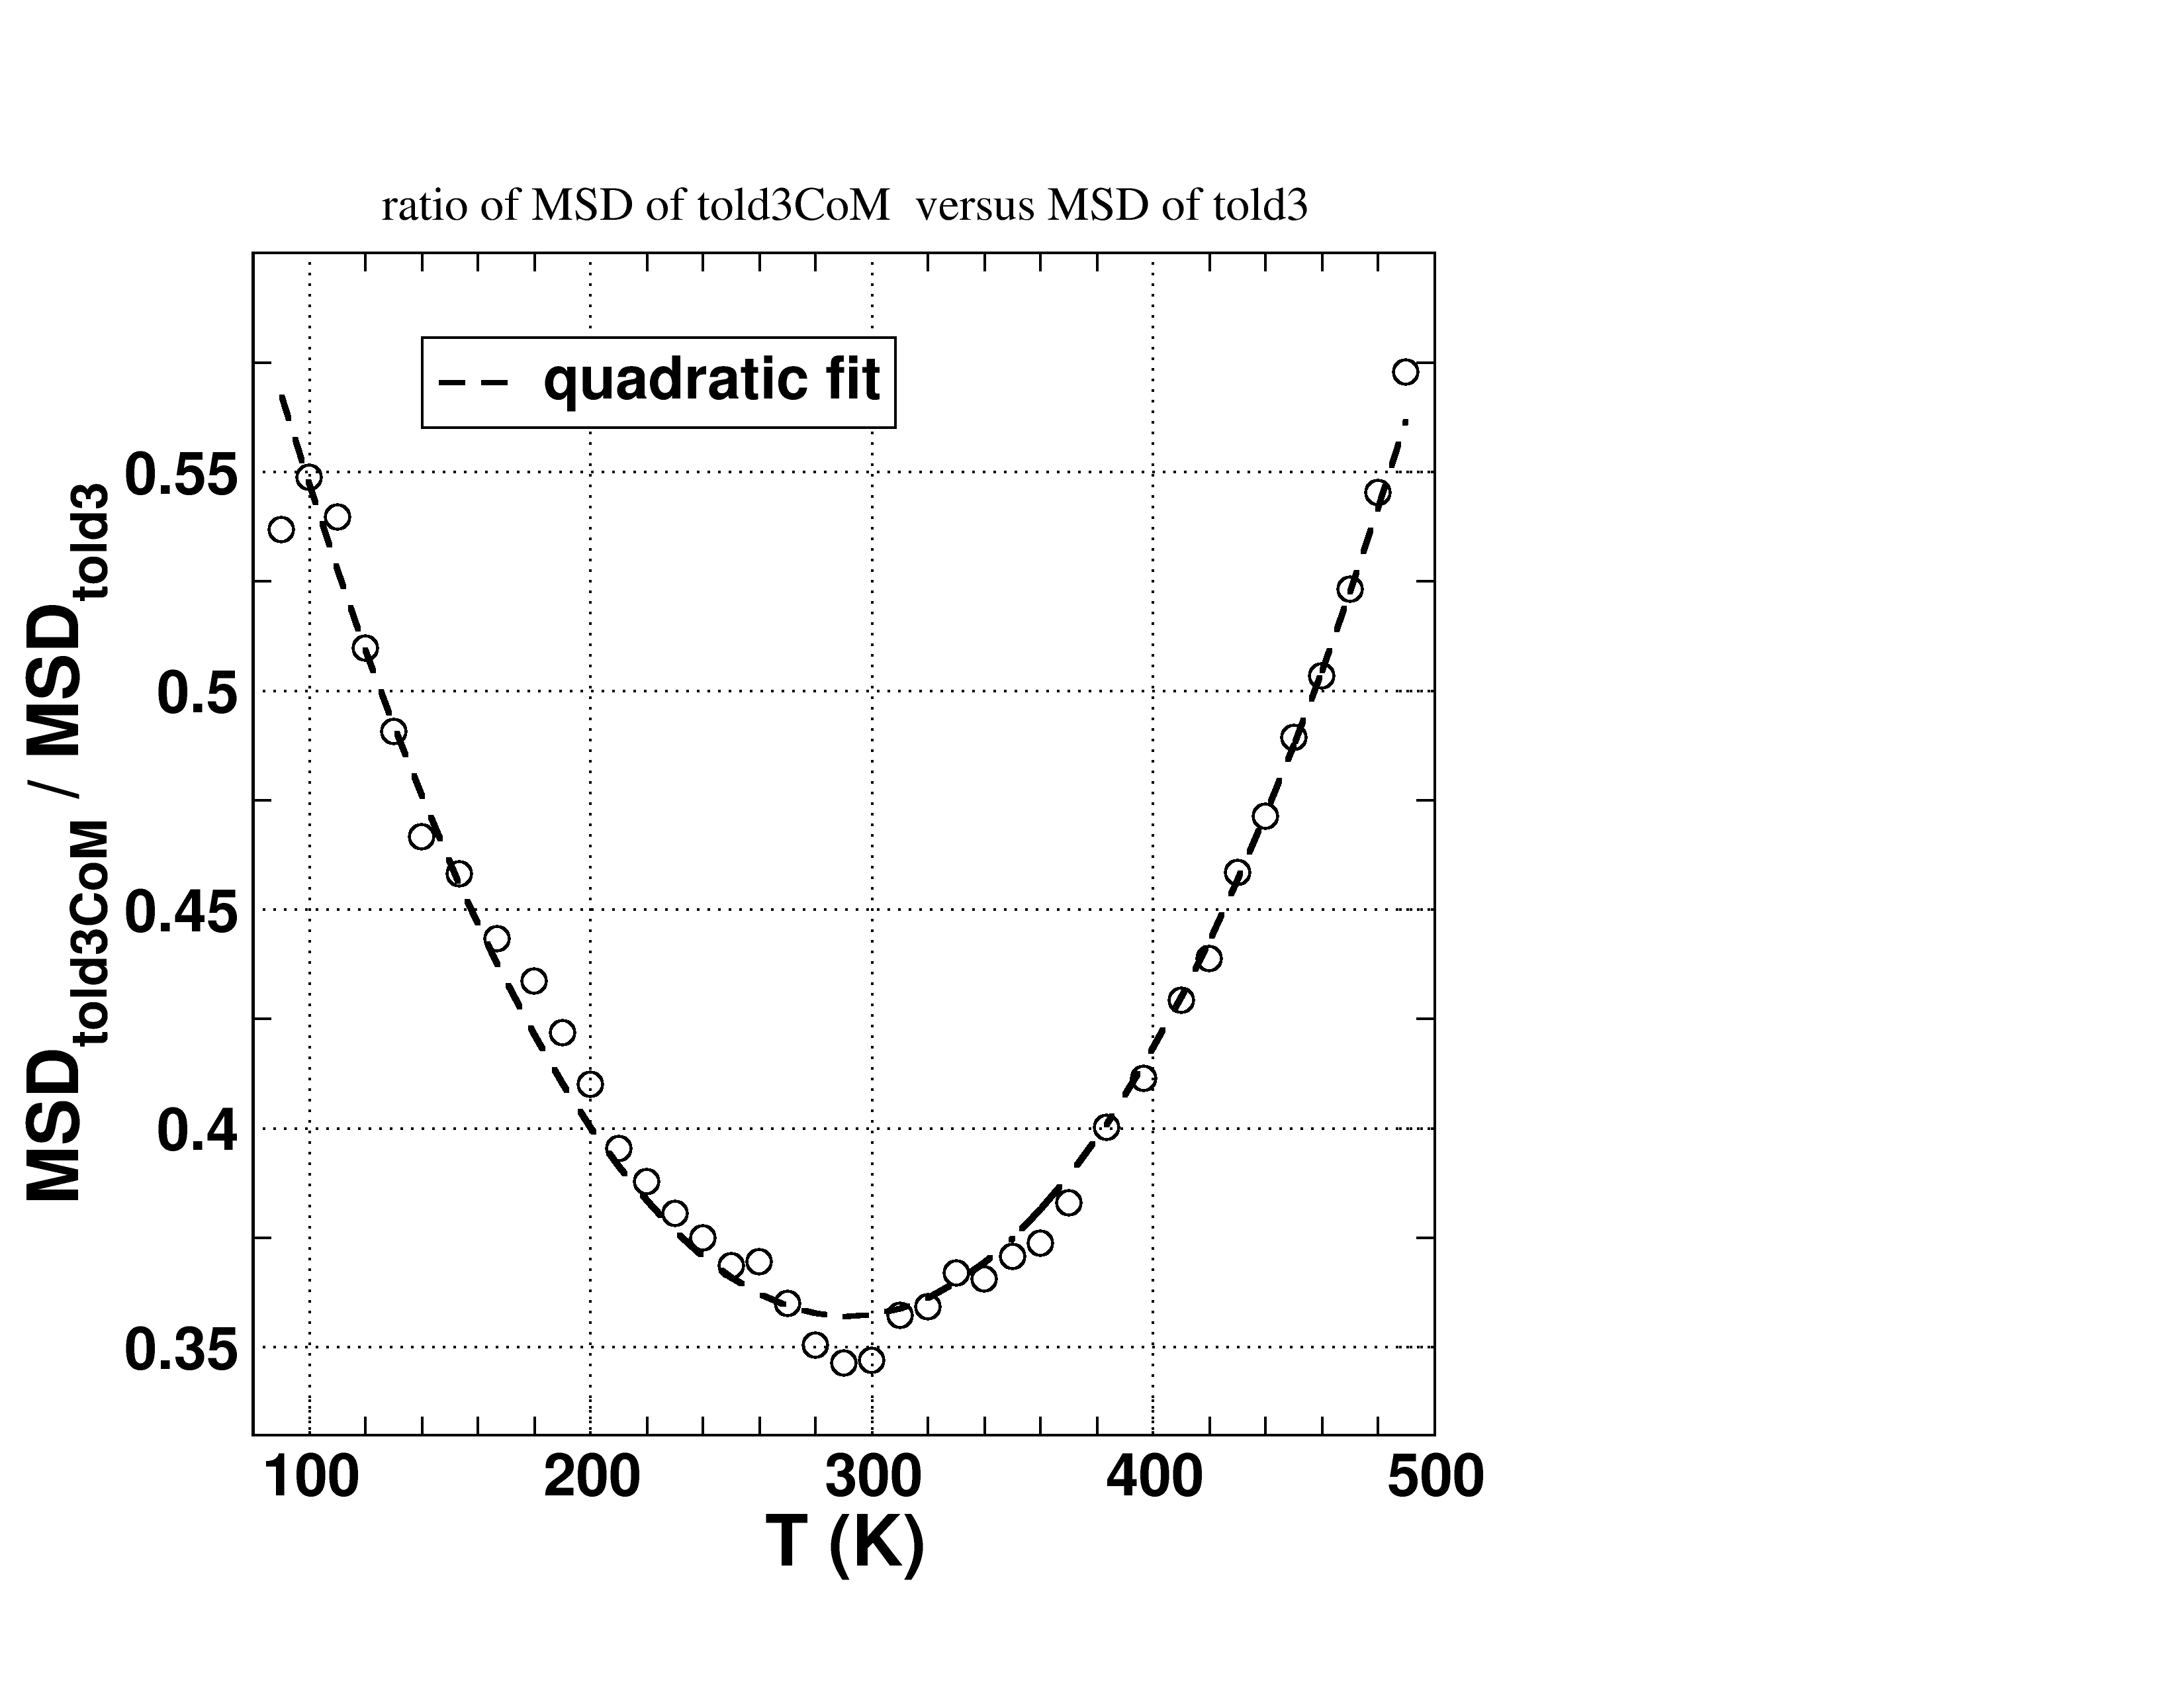 ratio of MSD of told3CoM  versus MSD of told3
quadratic fit
MSDtold3CoM / MSDtold3
0.55
0.5
0.45
0.4
0.35
100 200 300 400 500
T (K)